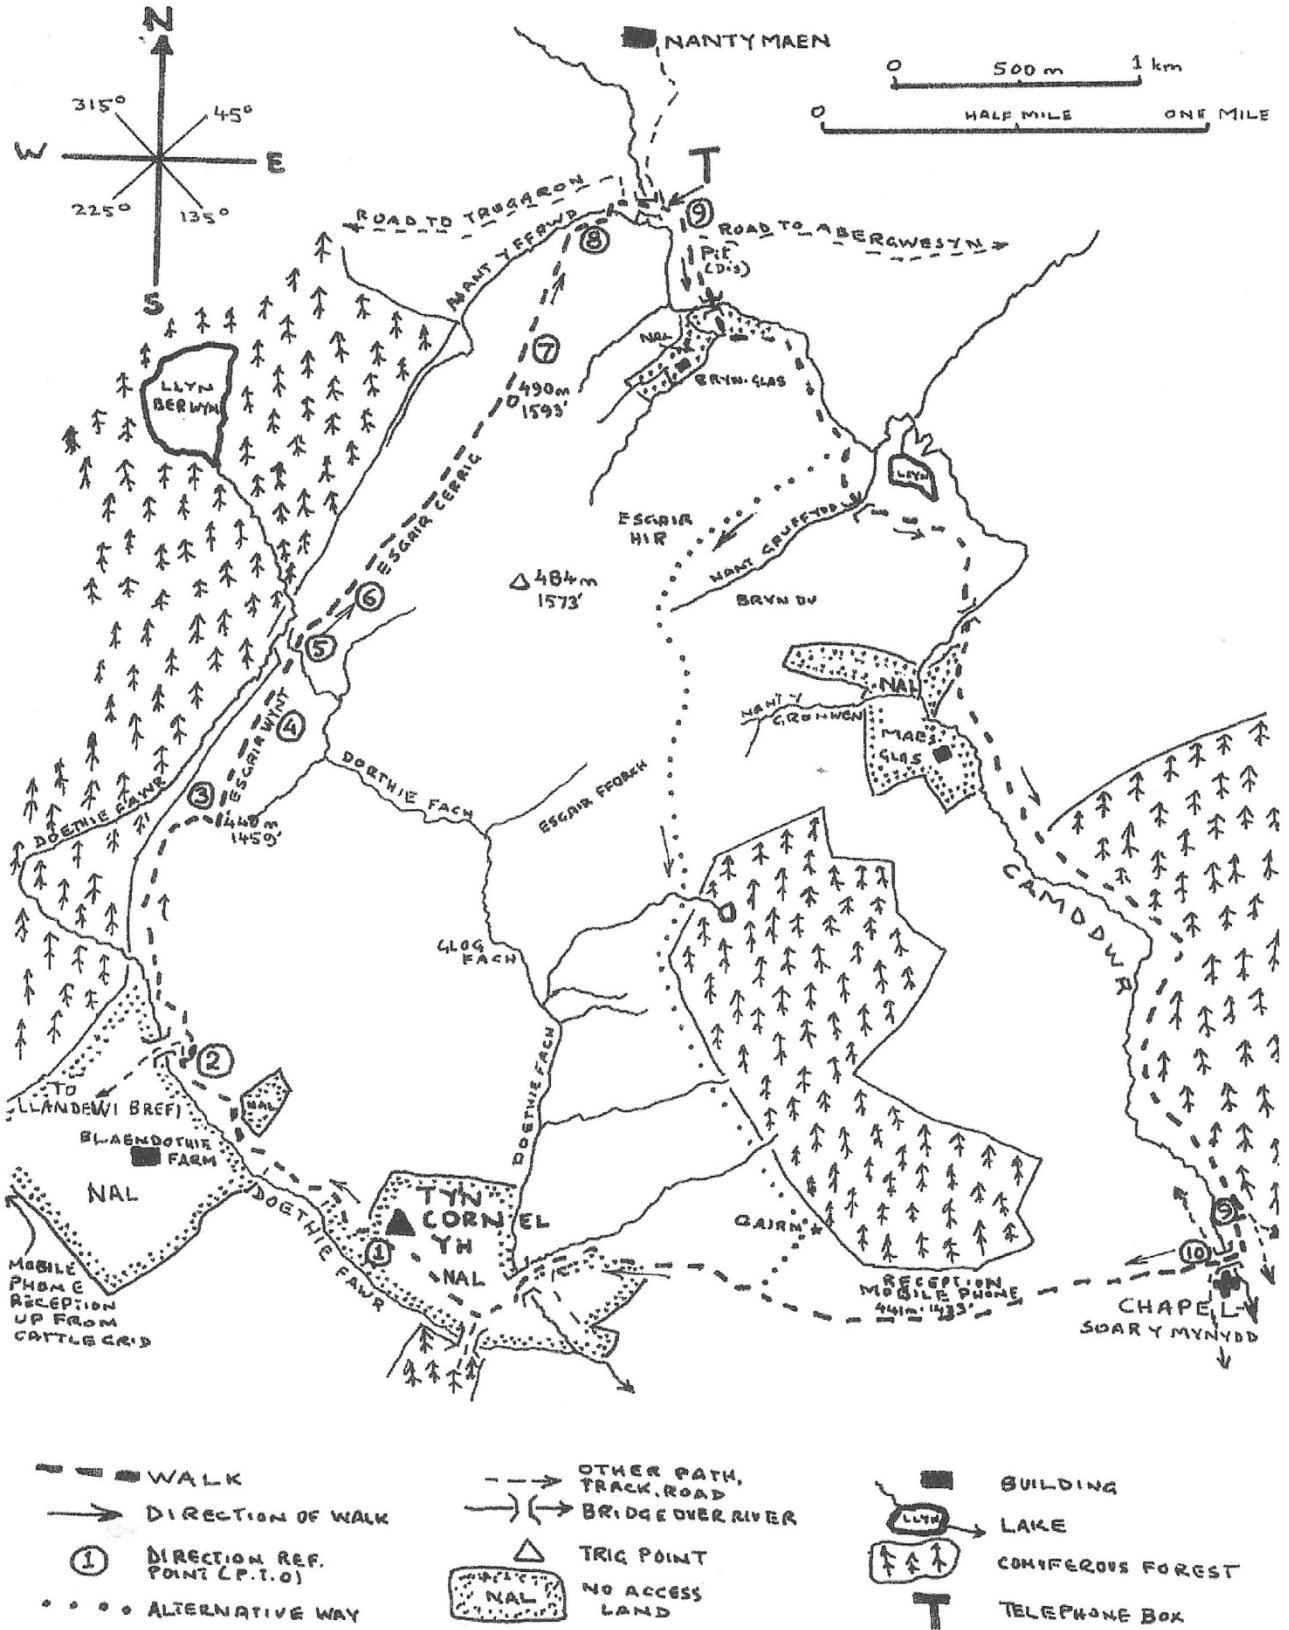 N
315°
45°
W
E
225°
135°
S
NANTYMAEN
0
500m
1 km
0
HALF MILE
ONE MILE
T
ROAD TO TREGARON
9
ROAD TO ABERGWESYN
NANT Y FFRWD
8
PIT
(DIS)
7
NAL
BRYN-GLAS
490m
1593'
LLYN
BERWYN
ESGAIR CERRIG
LLYN
ESGAIR
HIR
NANT GRUFFYDD
484m
1573'
BRYN DU
6
5
NAL
NANT Y
GRONWEN
MAES
GLAS
4
ESGAIR WYNT
3
DOETHIE FAWR
440m
1459'
DOETHIE FACH
ESGAIR FFORCH
CAMDDWR
GLOG
FACH
DOETHIE FACH
2
TO
LLANDEWI BREFI
NAL
BLAENDOTHIE
FARM
NAL
DOETHIE FAWR
TYN
CORNEL
YH
NAL
1
CAIRN
9
10
RECEPTION
MOBILE PHONE
441m 1433'
CHAPEL
SOAR Y MYNYDD
MOBILE
PHONE
RECEPTION
UP FROM
CATTLE GRID
WALK
DIRECTION OF WALK
1
DIRECTION REF.
POINT (P.T.O)
ALTERNATIVE WAY
OTHER PATH,
TRACK, ROAD
BRIDGE OVER RIVER
TRIG POINT
NAL
NO ACCESS
LAND
BUILDING
LLYN
LAKE
CONIFEROUS FOREST
T
TELEPHONE BOX